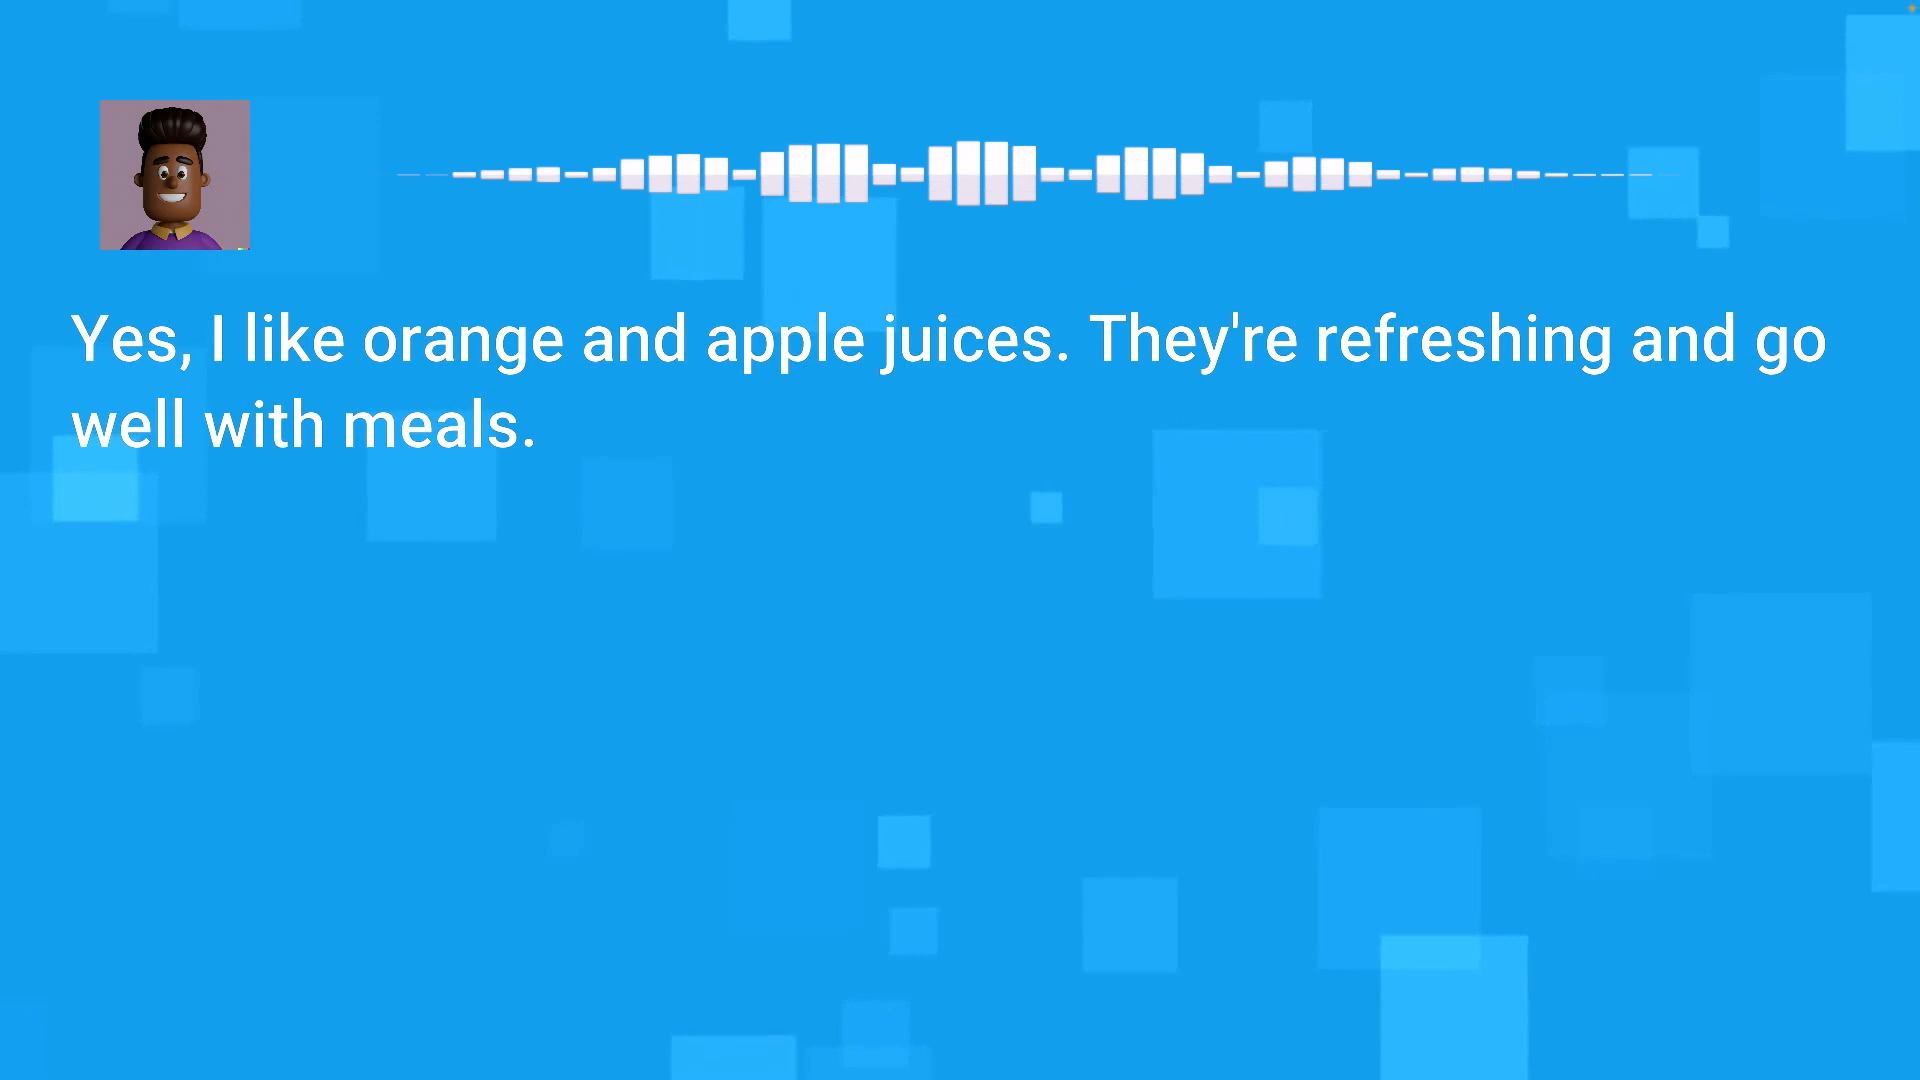 Yes, I like orange and apple juices. They're refreshing and go
well with meals.